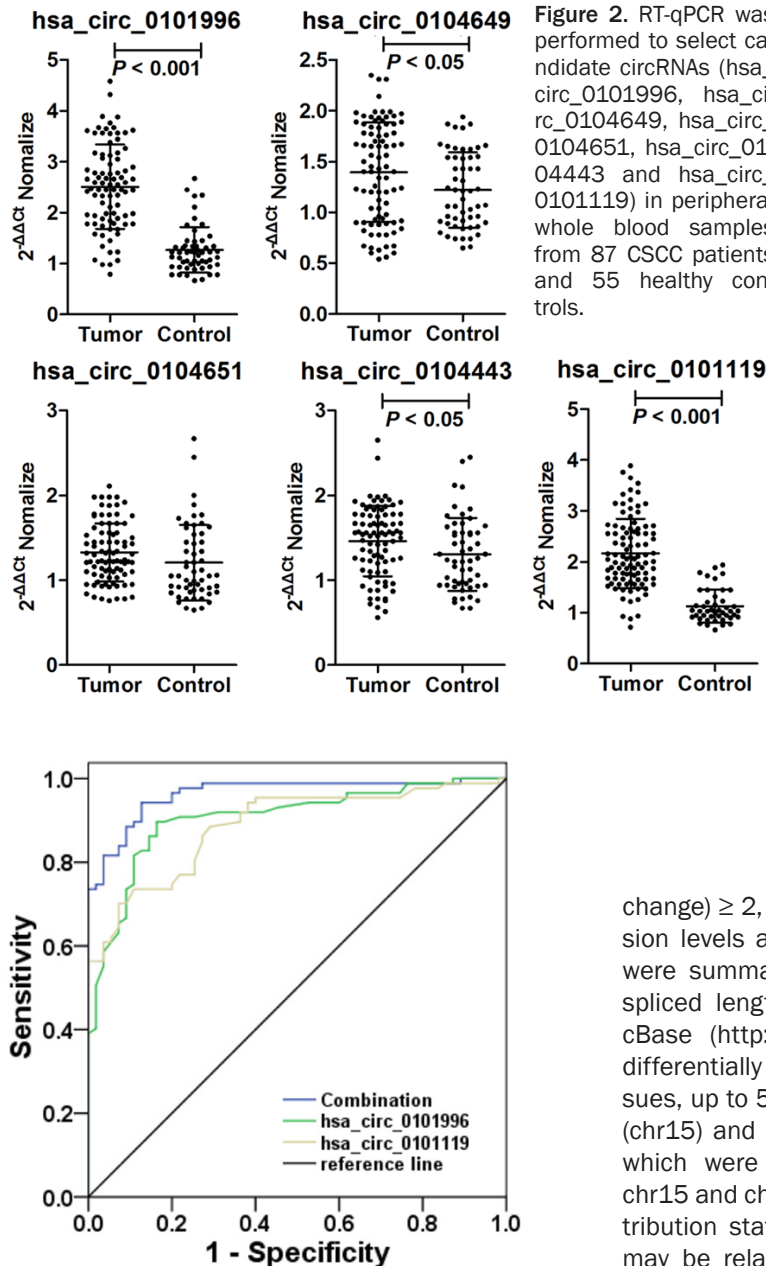 hsa_circ_0101996
P < 0.001
2-ΔΔCt Nomalize
5
4
3
2
1
0
Tumor Control
hsa_circ_0104649
P < 0.05
2-ΔΔCt Nomalize
2.5
2.0
1.5
1.0
0.5
0.0
Tumor Control
Figure 2. RT-qPCR was
performed to select ca-
ndidate circRNAs (hsa_
circ_0101996, hsa_ci-
rc_0104649, hsa_circ_
0104651, hsa_circ_01-
04443 and hsa_circ_
0101119) in peripheral
whole blood samples
from 87 CSCC patients
and 55 healthy con-
trols.
hsa_circ_0104651
2-ΔΔCt Nomalize
3
2
1
0
Tumor Control
hsa_circ_0104443
P < 0.05
2-ΔΔCt Nomalize
3
2
1
0
Tumor Control
hsa_circ_0101119
P < 0.001
2-ΔΔCt Nomalize
5
4
3
2
1
0
Tumor Control
Sensitivity
1.0
0.8
0.6
0.4
0.2
0.0
Combination
hsa_circ_0101996
hsa_circ_0101119
reference line
0.0 0.2 0.4 0.6 0.8 1.0
1 - Specificity
change) ≥ 2,
sion levels a
were summa
spliced leng
cBase (http:
differentially
sues, up to 5
(chr15) and
which were
chr15 and ch
tribution stat
may be rela